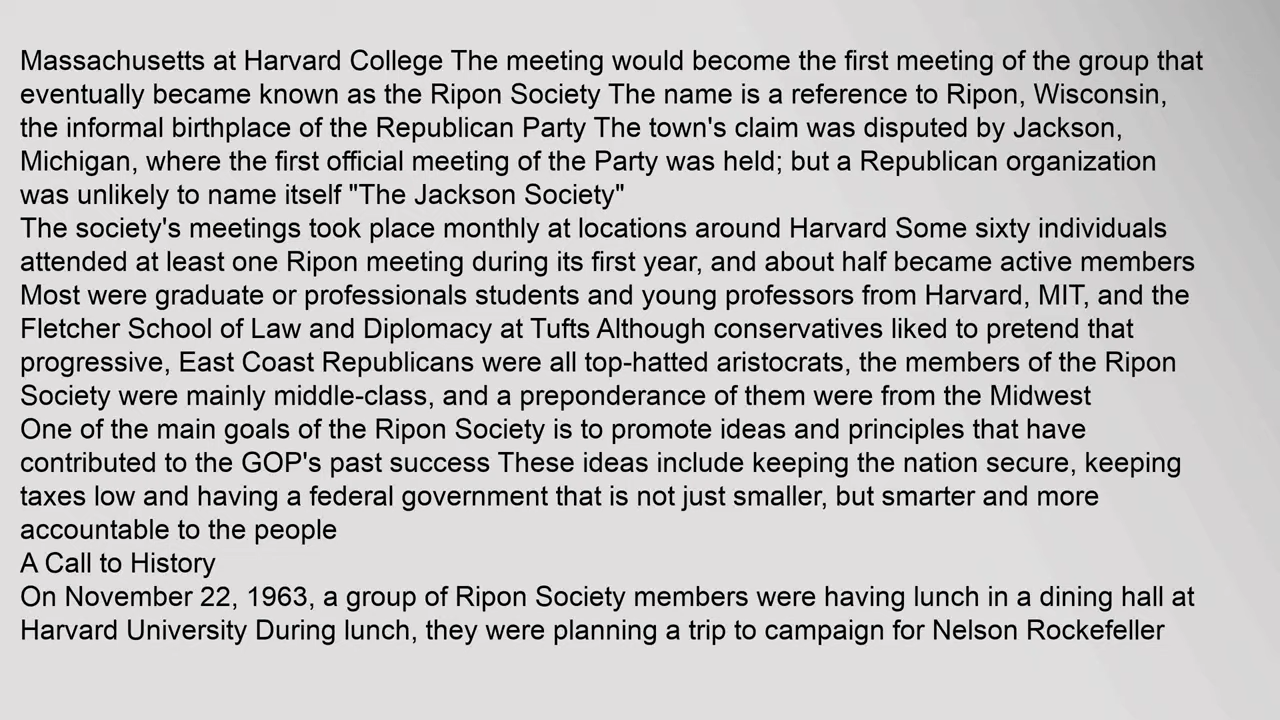 Massachusetts at Harvard College The meeting would become the first meeting of the group that
eventually became known as the Ripon Society The name is a reference to Ripon, Wisconsin,
the informal birthplace of the Republican Party The town's claim was disputed by Jackson,
Michigan, where the first official meeting of the Party was held; but a Republican organization
was unlikely to name itself "The Jackson Society"
The society's meetings took place monthly at locations around Harvard Some sixty individuals
attended at least one Ripon meeting during its first year, and about half became active members
Most were graduate or professionals students and young professors from Harvard, MIT, and the
Fletcher School of Law and Diplomacy at Tufts Although conservatives liked to pretend that
progressive, East Coast Republicans were all top-hatted aristocrats, the members of the Ripon
Society were mainly middle-class, and a preponderance of them were from the Midwest
One of the main goals of the Ripon Society is to promote ideas and principles that have
contributed to the GOP's past success These ideas include keeping the nation secure, keeping
taxes low and having a federal government that is not just smaller, but smarter and more
accountable to the people
A Call to History
On November 22, 1963, a group of Ripon Society members were having lunch in a dining hall at
Harvard University During lunch, they were planning a trip to campaign for Nelson Rockefeller